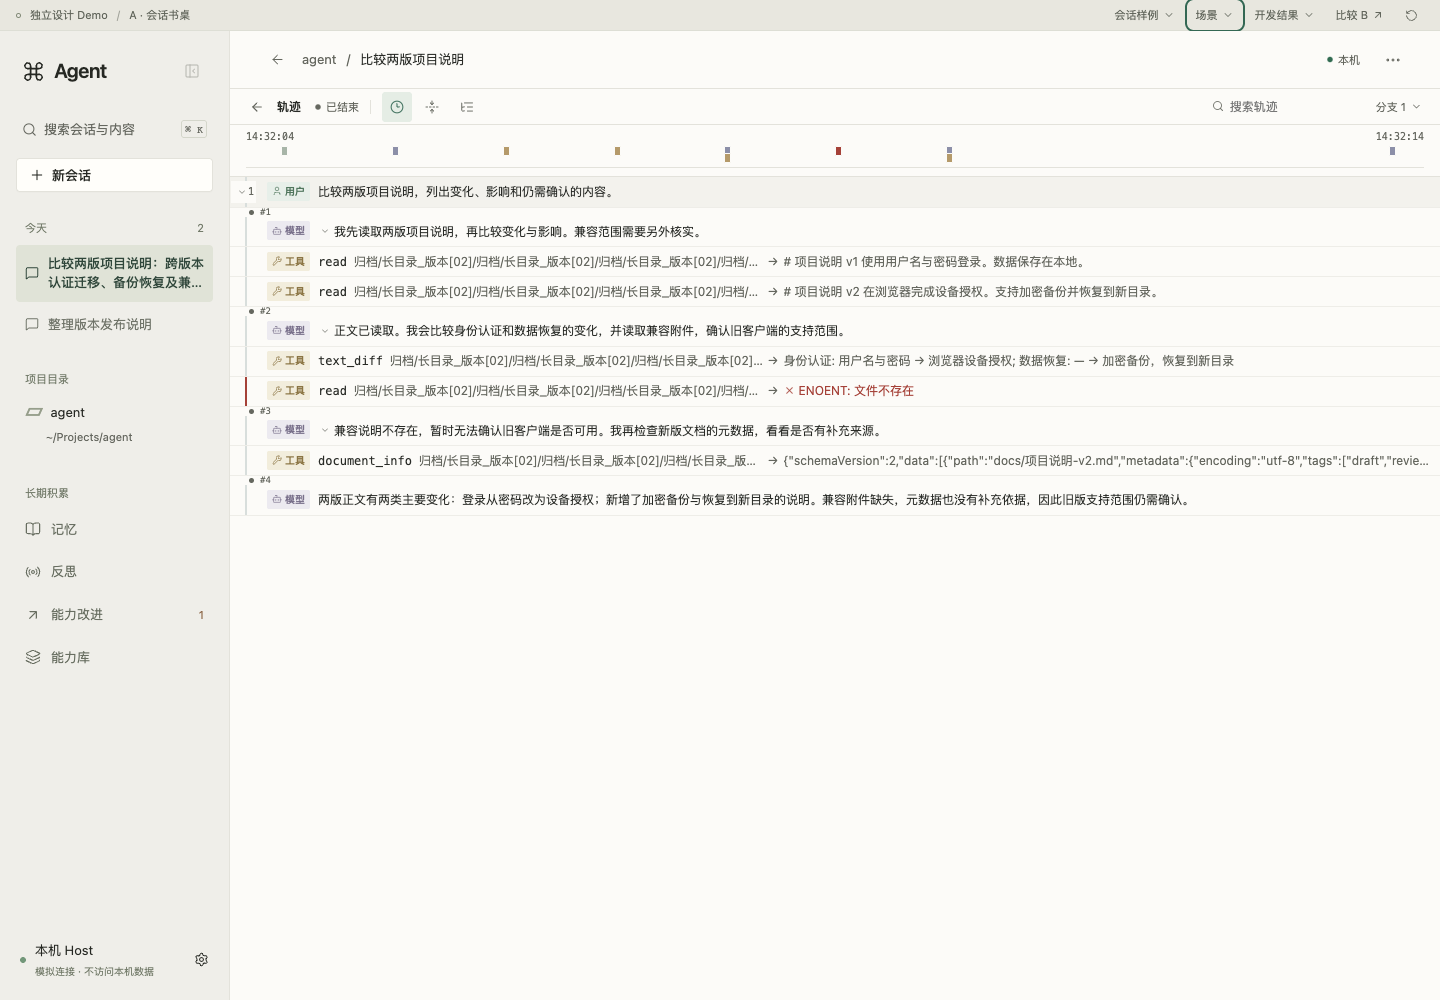 独立设计 Demo / A · 会话书桌
会话样例 场景 开发结果 比较 B
Agent
agent / 比较两版项目说明
本机
轨迹 已结束
搜索轨迹
分支 1
搜索会话与内容 ⌘ K
新会话
今天 2
比较两版项目说明：跨版本
认证迁移、备份恢复及兼...
整理版本发布说明
项目目录
agent
~/Projects/agent
长期积累
记忆
反思
能力改进 1
能力库
本机 Host
模拟连接 · 不访问本机数据
14:32:04 14:32:14
1 用户 比较两版项目说明，列出变化、影响和仍需确认的内容。
#1
模型 我先读取两版项目说明，再比较变化与影响。兼容范围需要另外核实。
工具 read 归档/长目录_版本[02]/归档/长目录_版本[02]/归档/长目录_版本[02]/归档/... → # 项目说明 v1 使用用户名与密码登录。数据保存在本地。
工具 read 归档/长目录_版本[02]/归档/长目录_版本[02]/归档/长目录_版本[02]/归档/... → # 项目说明 v2 在浏览器完成设备授权。支持加密备份并恢复到新目录。
#2
模型 正文已读取。我会比较身份认证和数据恢复的变化，并读取兼容附件，确认旧客户端的支持范围。
工具 text_diff 归档/长目录_版本[02]/归档/长目录_版本[02]/归档/长目录_版本[02]... → 身份认证: 用户名与密码 → 浏览器设备授权; 数据恢复: — → 加密备份，恢复到新目录
工具 read 归档/长目录_版本[02]/归档/长目录_版本[02]/归档/长目录_版本[02]/归档/... → × ENOENT: 文件不存在
#3
模型 兼容说明不存在，暂时无法确认旧客户端是否可用。我再检查新版文档的元数据，看看是否有补充来源。
工具 document_info 归档/长目录_版本[02]/归档/长目录_版本[02]/归档/长目录_版... → {"schemaVersion":2,"data":[{"path":"docs/项目说明-v2.md","metadata":{"encoding":"utf-8","tags":["draft","revie...
#4
模型 两版正文有两类主要变化：登录从密码改为设备授权；新增了加密备份与恢复到新目录的说明。兼容附件缺失，元数据也没有补充依据，因此旧版支持范围仍需确认。